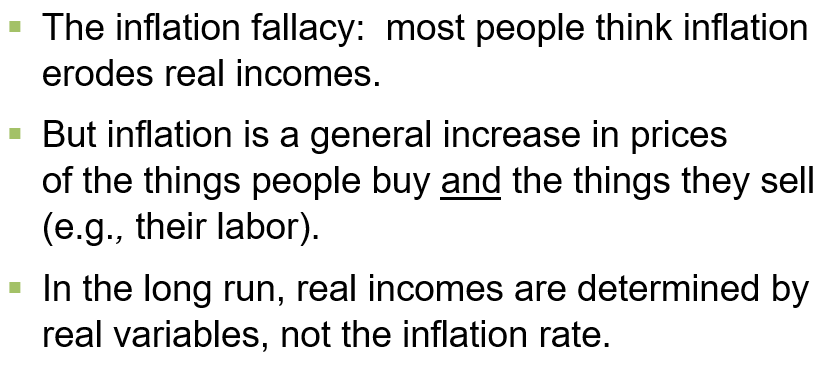 The inflation fallacy:  most people think inflation
erodes real incomes.
But inflation is a general increase in prices
of the things people buy and the things they sell
(e.g., their labor).
In the long run, real incomes are determined by
real variables, not the inflation rate.